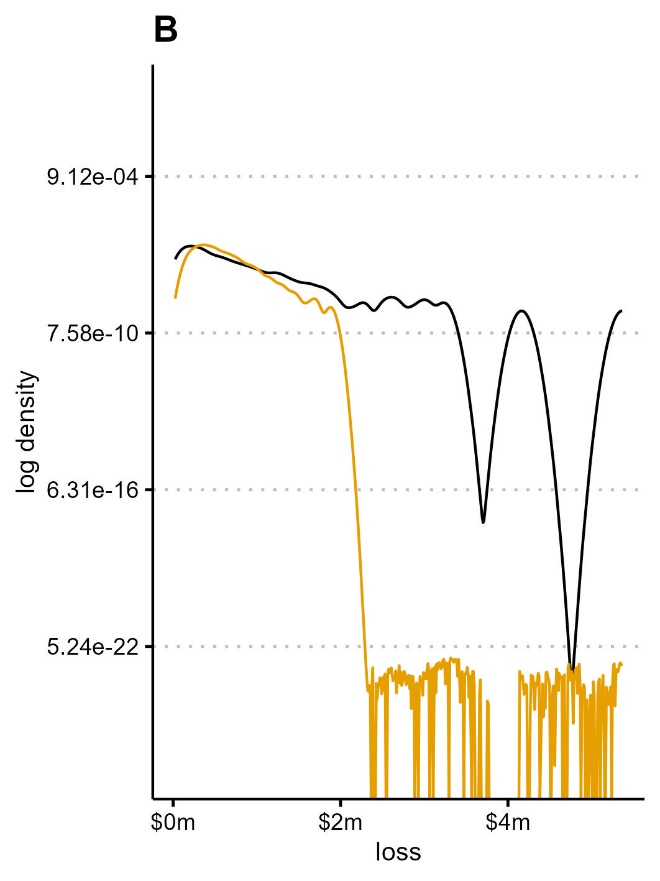 B
9.12e-04
7.58e-10
6.31e-16
5.24e-22
log density
$0m
$2m
$4m
loss